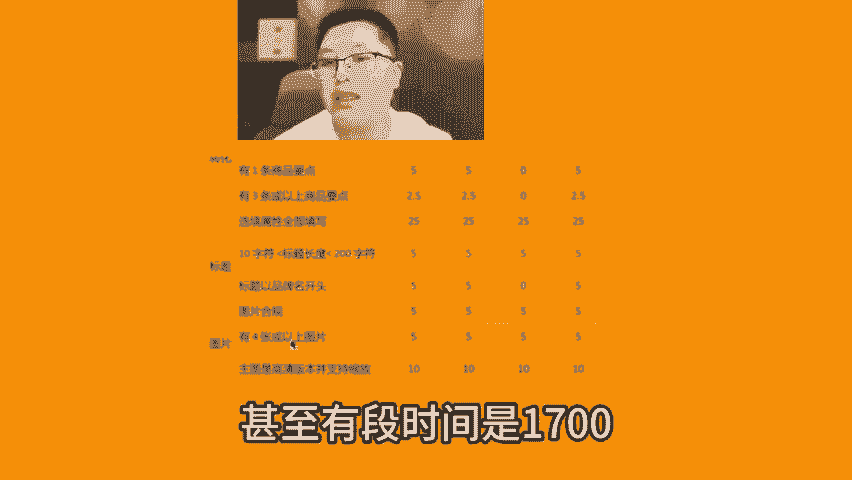 有 1 条商品要点 5 5 0 5
有 3 条或以上商品要点 2.5 2.5 0 2.5
选填属性全部填写 25 25 25 25
10 字符 <标题长度< 200 字符 5 5 5 5
标题
标题以品牌名开头 5 5 0 5
图片合规 5 5 5 5
有 4 张或以上图片 5 5 5 5
图片
主图是高清版本并支持缩放 10 10 10 10
甚至有段时间是1700